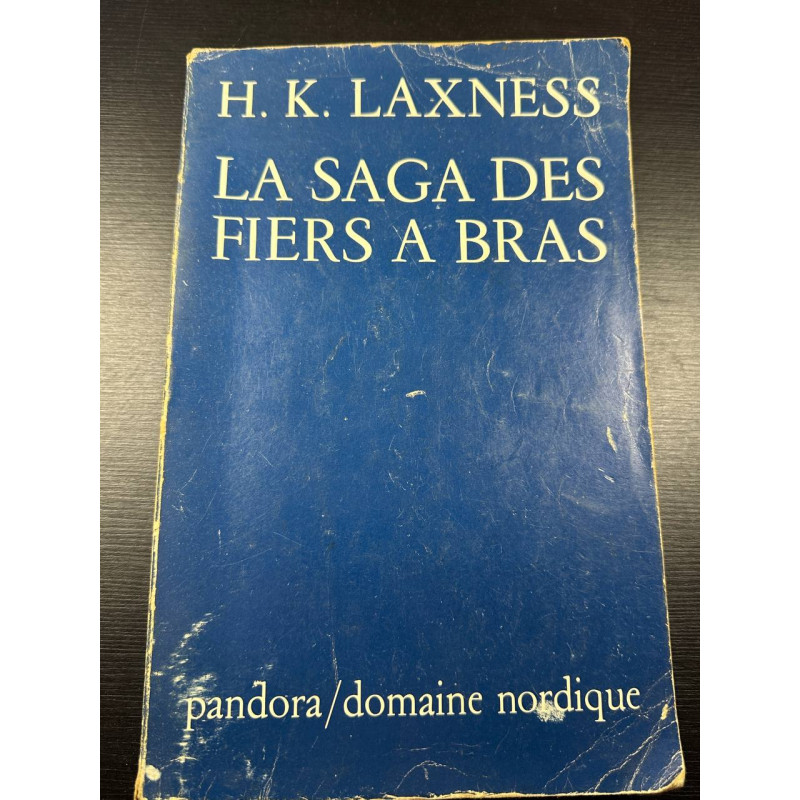 H. K. LAXNESS
LA SAGA DES
FIERS A BRAS
pandora/domaine nordique